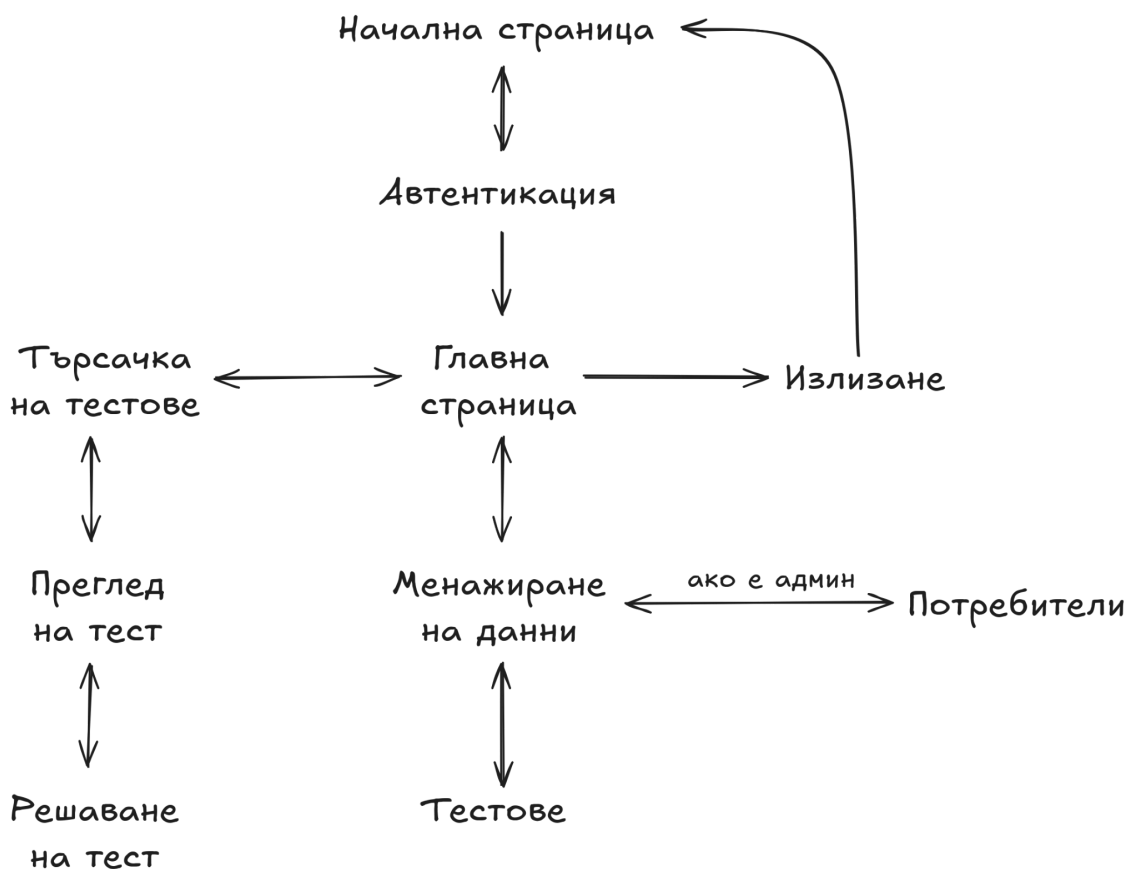 Начална страница
Автентикация
Търсачка
на тестове
Главна
страница
Излизане
Преглед
на тест
Менажиране
на данни
ако е админ
Потребители
Решаване
на тест
Тестове